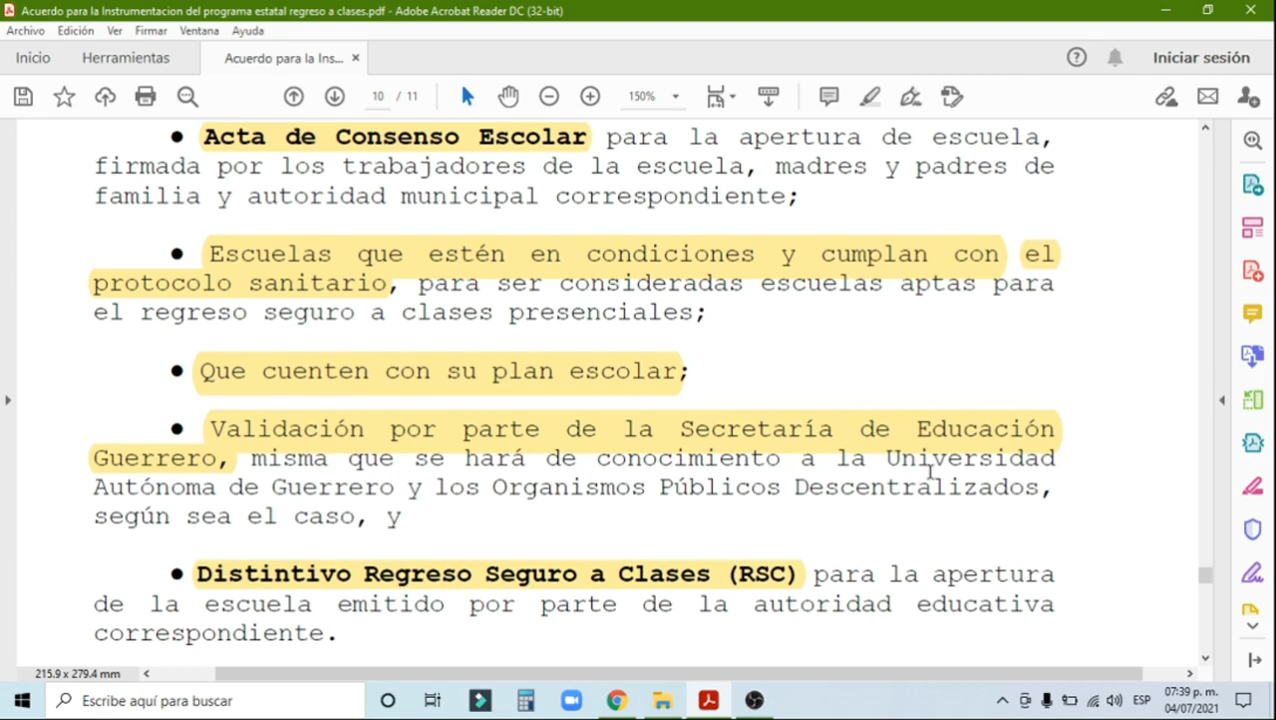 Acuerdo para la Instrumentacion del programa estatal regreso a clases.pdf - Adobe Acrobat Reader DC (32-bit)
Archivo Edición Ver Firmar Ventana Ayuda
Inicio Herramientas Acuerdo para la Ins... × Iniciar sesión
10 / 11 150%
• Acta de Consenso Escolar para la apertura de escuela,
firmada por los trabajadores de la escuela, madres y padres de
familia y autoridad municipal correspondiente;
• Escuelas que estén en condiciones y cumplan con el
protocolo sanitario, para ser consideradas escuelas aptas para
el regreso seguro a clases presenciales;
• Que cuenten con su plan escolar;
• Validación por parte de la Secretaría de Educación
Guerrero, misma que se hará de conocimiento a la Universidad
Autónoma de Guerrero y los Organismos Públicos Descentralizados,
según sea el caso, y
• Distintivo Regreso Seguro a Clases (RSC) para la apertura
de la escuela emitido por parte de la autoridad educativa
correspondiente.
215.9 x 279.4 mm
Escribe aquí para buscar
ESP
07:39 p. m.
04/07/2021